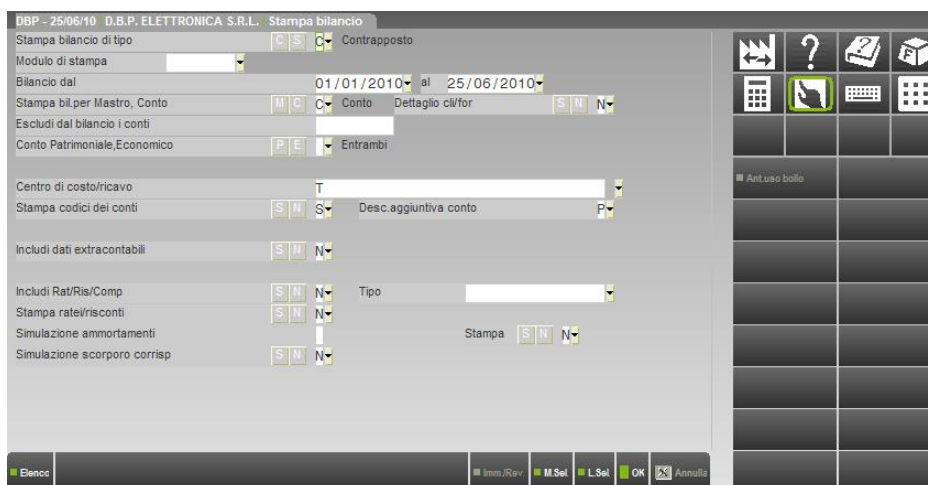 DBP - 25/06/10 D.B.P. ELETTRONICA S.R.L. Stampa bilancio
Stampa bilancio di tipo C S C Contrapposto
Modulo di stampa
Bilancio dal 01/01/2010 al 25/06/2010
Stampa bil.per Mastro, Conto M C C Conto Dettaglio cli/for S N N
Escludi dal bilancio i conti
Conto Patrimoniale,Economico P E Entrambi
Centro di costo/ricavo T
Stampa codici dei conti S N S Desc.aggiuntiva conto P
Includi dati extracontabili S N N
Includi Rat/Ris/Comp S N N Tipo
Stampa ratei/risconti S N N
Simulazione ammortamenti Stampa S N N
Simulazione scorporo corrisp S N N
Ant.uso bollo
Elenco Imm./Rev. M.Sel L.Sel OK Annulla